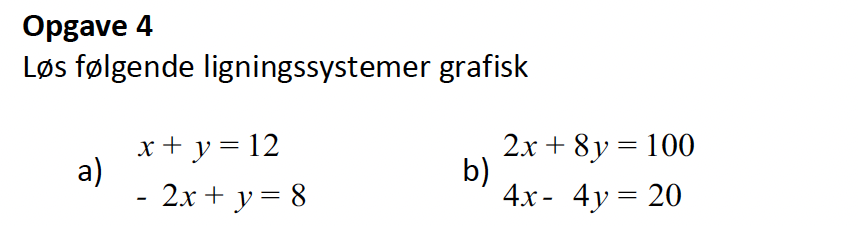 Opgave 4
Løs følgende ligningssystemer grafisk
a)
x + y = 12
- 2x + y = 8
b)
2x + 8y = 100
4x - 4y = 20